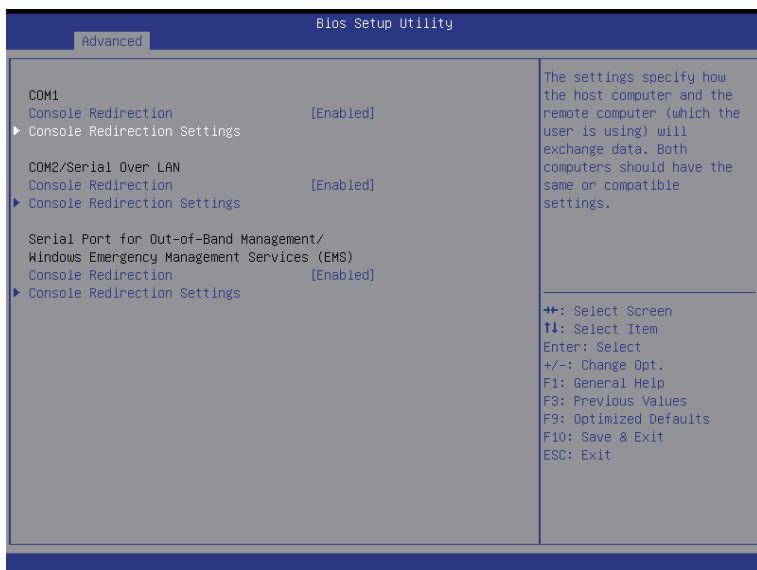 Bios Setup Utility
Advanced
COM1
Console Redirection [Enabled]
Console Redirection Settings
COM2/Serial Over LAN
Console Redirection [Enabled]
Console Redirection Settings
Serial Port for Out-of-Band Management/
Windows Emergency Management Services (EMS)
Console Redirection [Enabled]
Console Redirection Settings
The settings specify how
the host computer and the
remote computer (which the
user is using) will
exchange data. Both
computers should have the
same or compatible
settings.
→←: Select Screen
↑↓: Select Item
Enter: Select
+/-: Change Opt.
F1: General Help
F3: Previous Values
F9: Optimized Defaults
F10: Save & Exit
ESC: Exit